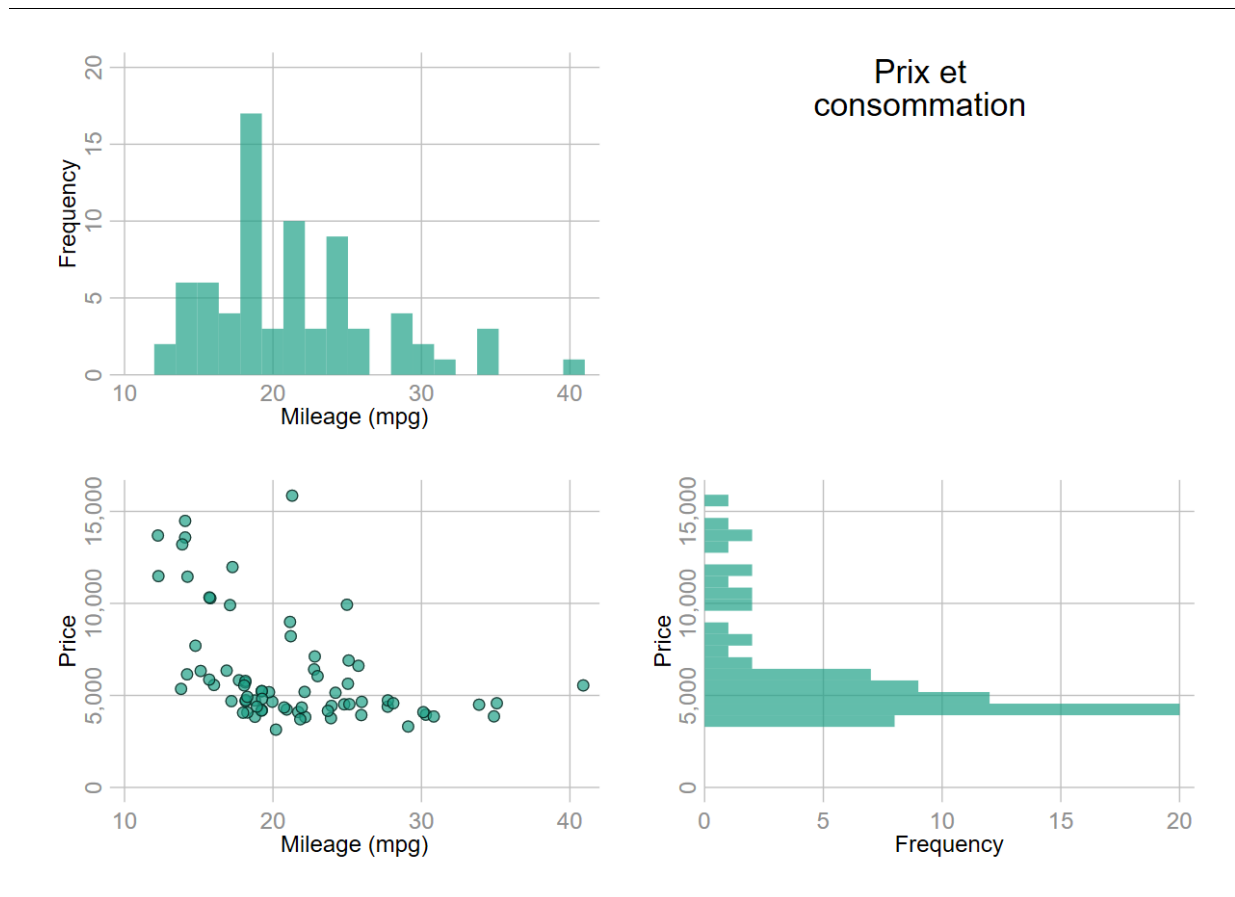 20
15
10
5
0
Frequency
10 20 30 40
Mileage (mpg)
Prix et
consommation
15,000
10,000
5,000
0
Price
10 20 30 40
Mileage (mpg)
15,000
10,000
5,000
0
Price
0 5 10 15 20
Frequency